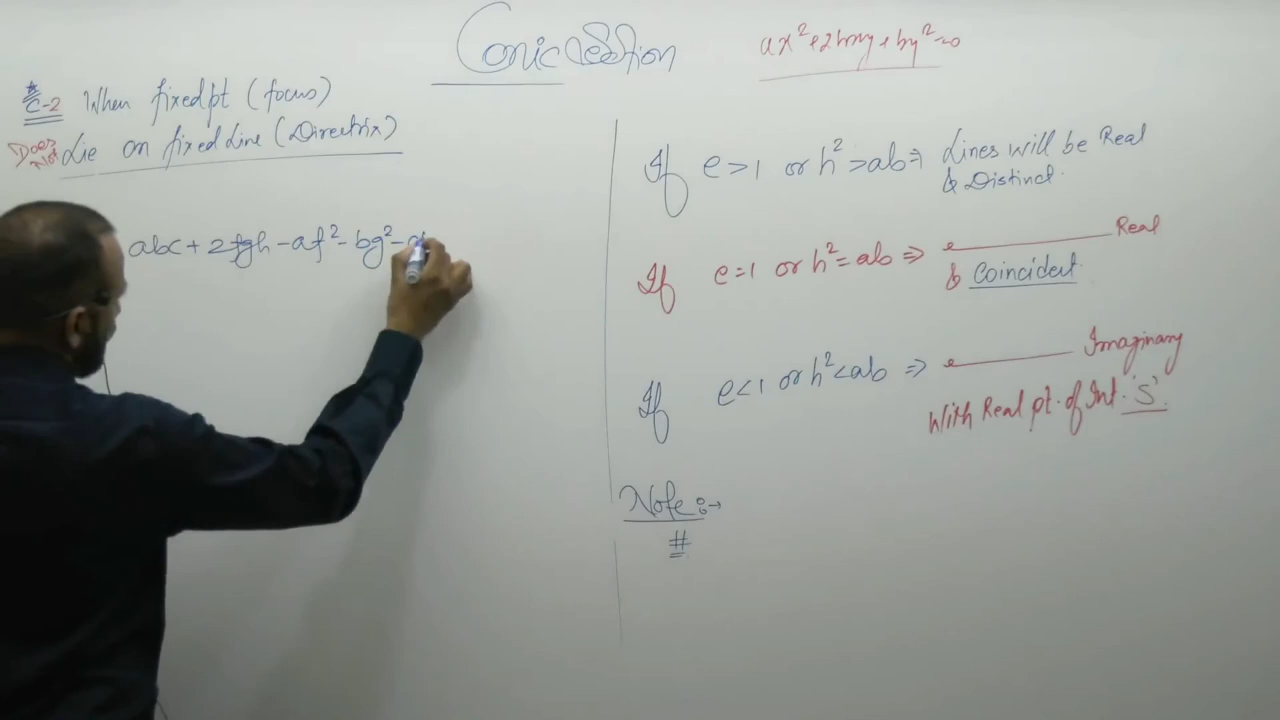 Conic Section
ax²+2hxy+by²=0
* C-2 When fixed pt (focus)
Does Not Lie on fixed Line (Directrix)
abc + 2fgh - af² - bg² -
If e>1 or h²>ab ⇒ Lines will be Real
& Distinct.
If e=1 or h²=ab ⇒ Real
& Coincident.
If e<1 or h²<ab ⇒ Imaginary
With Real pt. of Int. 'S'.
Note :→
#